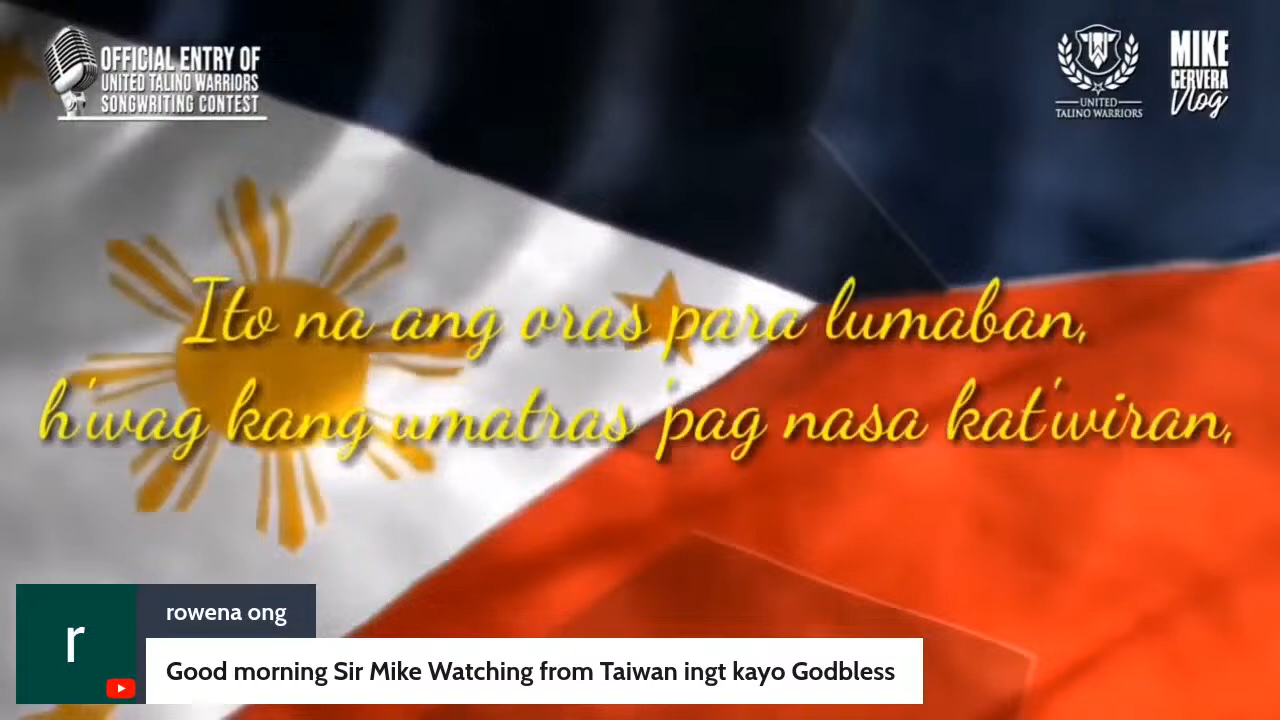 OFFICIAL ENTRY OF
UNITED TALINO WARRIORS
SONGWRITING CONTEST
UNITED
TALINO WARRIORS
MIKE
CERVERA
Vlog
Ito na ang oras para lumaban,
h'wag kang umatras 'pag nasa kat'wiran,
r
rowena ong
Good morning Sir Mike Watching from Taiwan ingt kayo Godbless